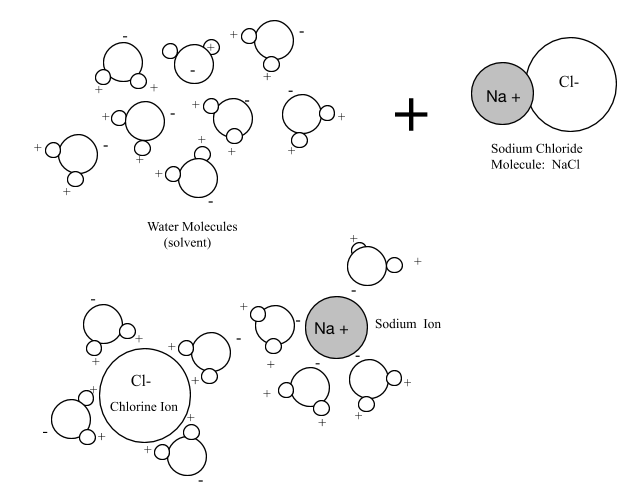 Na +
Cl-
Sodium Chloride
Molecule: NaCl
Water Molecules
(solvent)
Na +
Sodium Ion
Cl-
Chlorine Ion